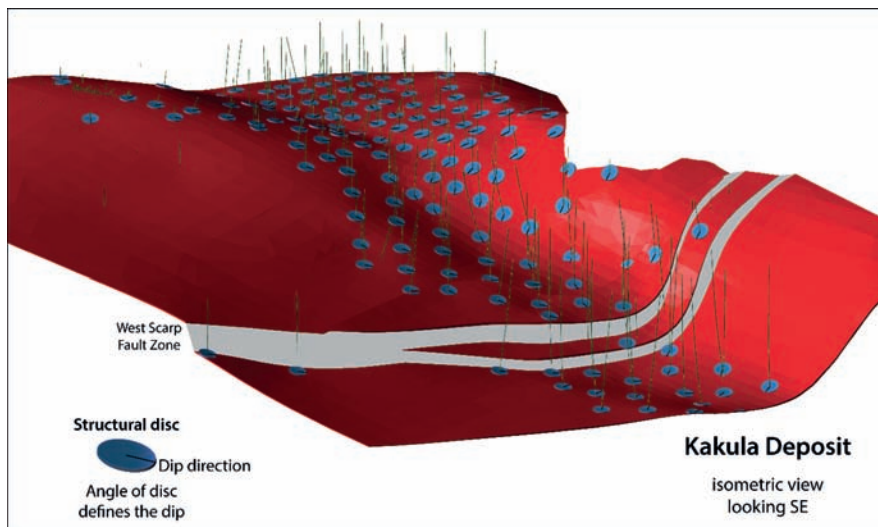 West Scarp
Fault Zone
Structural disc
Dip direction
Angle of disc
defines the dip
Kakula Deposit
isometric view
looking SE